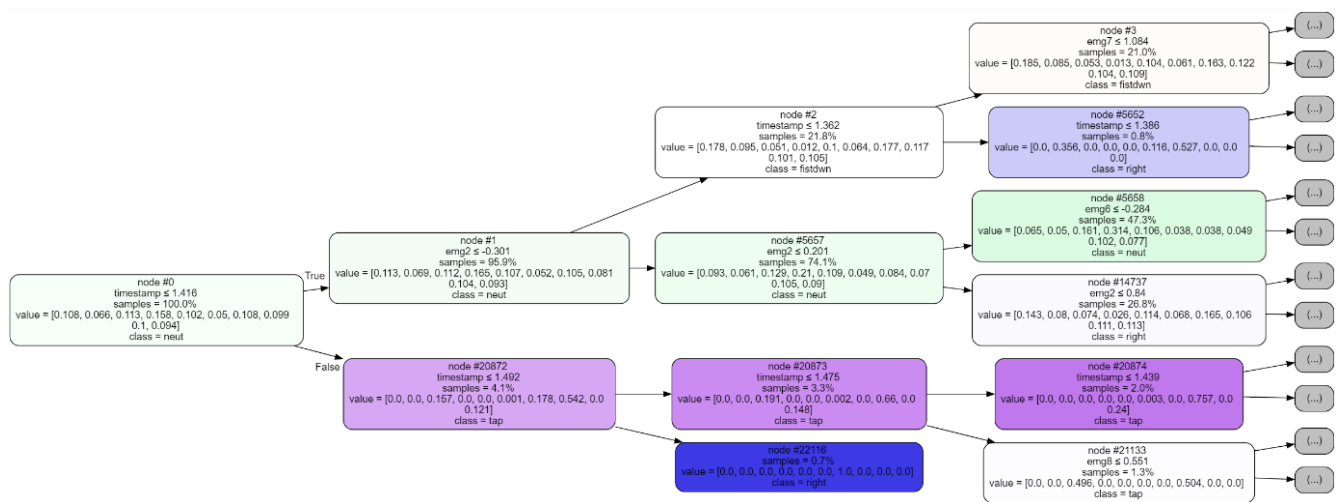 node #0
timestamp ≤ 1.416
samples = 100.0%
value = [0.108, 0.066, 0.113, 0.158, 0.102, 0.05, 0.108, 0.099
0.1, 0.094]
class = neut
True
False
node #1
emg2 ≤ -0.301
samples = 95.9%
value = [0.113, 0.069, 0.112, 0.165, 0.107, 0.052, 0.105, 0.081
0.104, 0.093]
class = neut
node #20872
timestamp ≤ 1.492
samples = 4.1%
value = [0.0, 0.0, 0.157, 0.0, 0.0, 0.001, 0.178, 0.542, 0.0
0.121]
class = tap
node #2
timestamp ≤ 1.362
samples = 21.8%
value = [0.178, 0.095, 0.051, 0.012, 0.1, 0.064, 0.177, 0.117
0.101, 0.105]
class = fistdwn
node #5657
emg2 ≤ 0.201
samples = 74.1%
value = [0.093, 0.061, 0.129, 0.21, 0.109, 0.049, 0.084, 0.07
0.105, 0.09]
class = neut
node #20873
timestamp ≤ 1.475
samples = 3.3%
value = [0.0, 0.0, 0.191, 0.0, 0.0, 0.002, 0.0, 0.66, 0.0
0.148]
class = tap
node #22116
samples = 0.7%
value = [0.0, 0.0, 0.0, 0.0, 0.0, 0.0, 1.0, 0.0, 0.0, 0.0]
class = right
node #3
emg7 ≤ 1.084
samples = 21.0%
value = [0.185, 0.085, 0.053, 0.013, 0.104, 0.061, 0.163, 0.122
0.104, 0.109]
class = fistdwn
node #5652
timestamp ≤ 1.386
samples = 0.8%
value = [0.0, 0.356, 0.0, 0.0, 0.0, 0.116, 0.527, 0.0, 0.0
0.0]
class = right
node #5658
emg6 ≤ -0.284
samples = 47.3%
value = [0.065, 0.05, 0.161, 0.314, 0.106, 0.038, 0.038, 0.049
0.102, 0.077]
class = neut
node #14737
emg2 ≤ 0.84
samples = 26.8%
value = [0.143, 0.08, 0.074, 0.026, 0.114, 0.068, 0.165, 0.106
0.111, 0.113]
class = right
node #20874
timestamp ≤ 1.439
samples = 2.0%
value = [0.0, 0.0, 0.0, 0.0, 0.0, 0.003, 0.0, 0.757, 0.0
0.24]
class = tap
node #21133
emg8 ≤ 0.551
samples = 1.3%
value = [0.0, 0.0, 0.496, 0.0, 0.0, 0.0, 0.0, 0.504, 0.0, 0.0]
class = tap
(...)
(...)
(...)
(...)
(...)
(...)
(...)
(...)
(...)
(...)
(...)
(...)